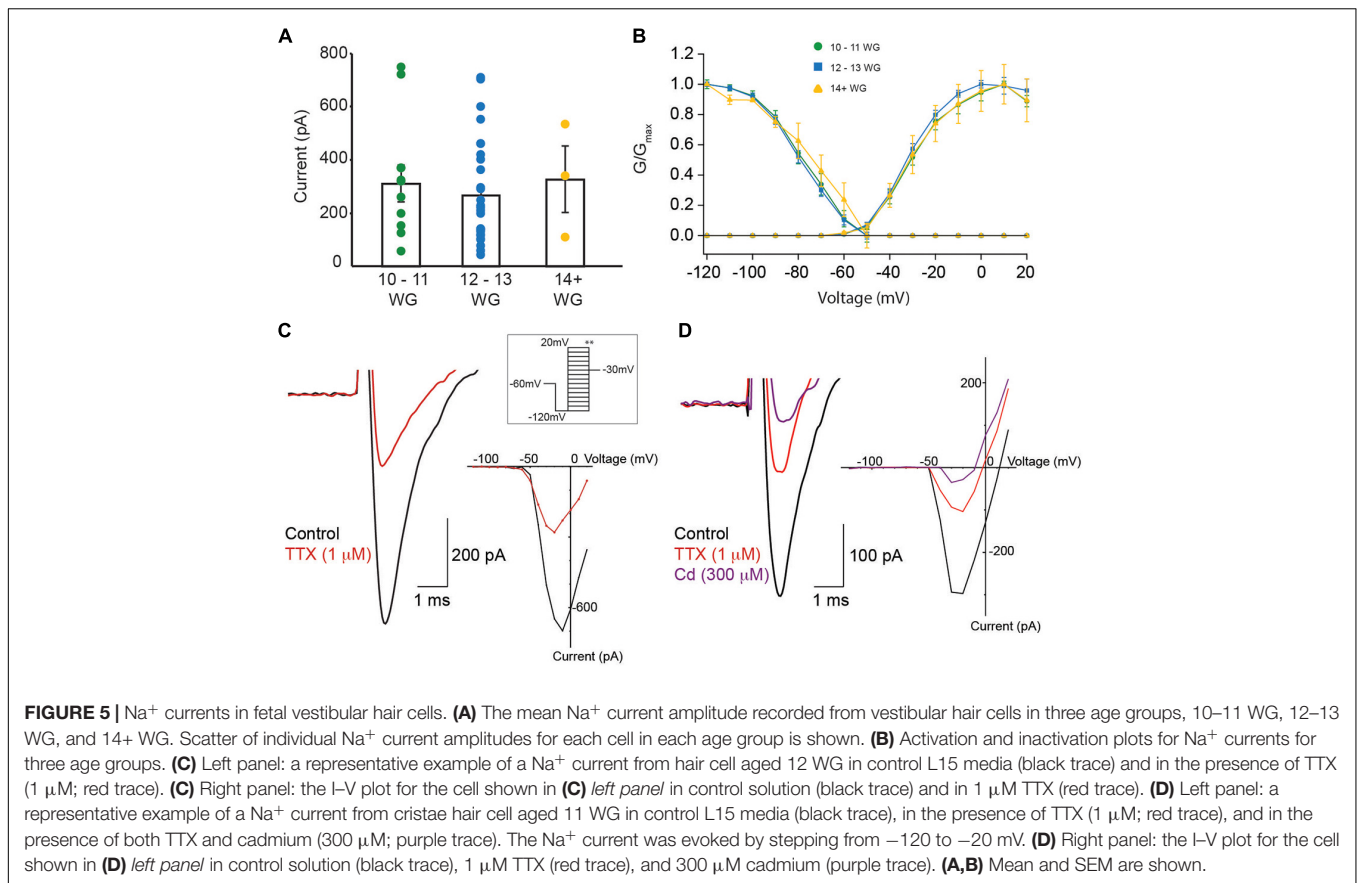 A
Current (pA)
800
600
400
200
0
10 - 11 WG
12 - 13 WG
14+ WG
B
10 - 11 WG
12 - 13 WG
14+ WG
G/Gmax
1.2
1.0
0.8
0.6
0.4
0.2
0.0
-120 -100 -80 -60 -40 -20 0 20
Voltage (mV)
C
20mV **
-60mV
-30mV
-120mV
-100 -50 0 Voltage (mV)
-600
Current (pA)
Control
TTX (1 μM)
200 pA
1 ms
D
200
Voltage (mV)
-100 -50 0
-200
Current (pA)
Control
TTX (1 μM)
Cd (300 μM)
100 pA
1 ms
FIGURE 5 | Na+ currents in fetal vestibular hair cells. (A) The mean Na+ current amplitude recorded from vestibular hair cells in three age groups, 10–11 WG, 12–13
WG, and 14+ WG. Scatter of individual Na+ current amplitudes for each cell in each age group is shown. (B) Activation and inactivation plots for Na+ currents for
three age groups. (C) Left panel: a representative example of a Na+ current from hair cell aged 12 WG in control L15 media (black trace) and in the presence of TTX
(1 μM; red trace). (C) Right panel: the I–V plot for the cell shown in (C) left panel in control solution (black trace) and in 1 μM TTX (red trace). (D) Left panel: a
representative example of a Na+ current from cristae hair cell aged 11 WG in control L15 media (black trace), in the presence of TTX (1 μM; red trace), and in the
presence of both TTX and cadmium (300 μM; purple trace). The Na+ current was evoked by stepping from −120 to −20 mV. (D) Right panel: the I–V plot for the cell
shown in (D) left panel in control solution (black trace), 1 μM TTX (red trace), and 300 μM cadmium (purple trace). (A,B) Mean and SEM are shown.